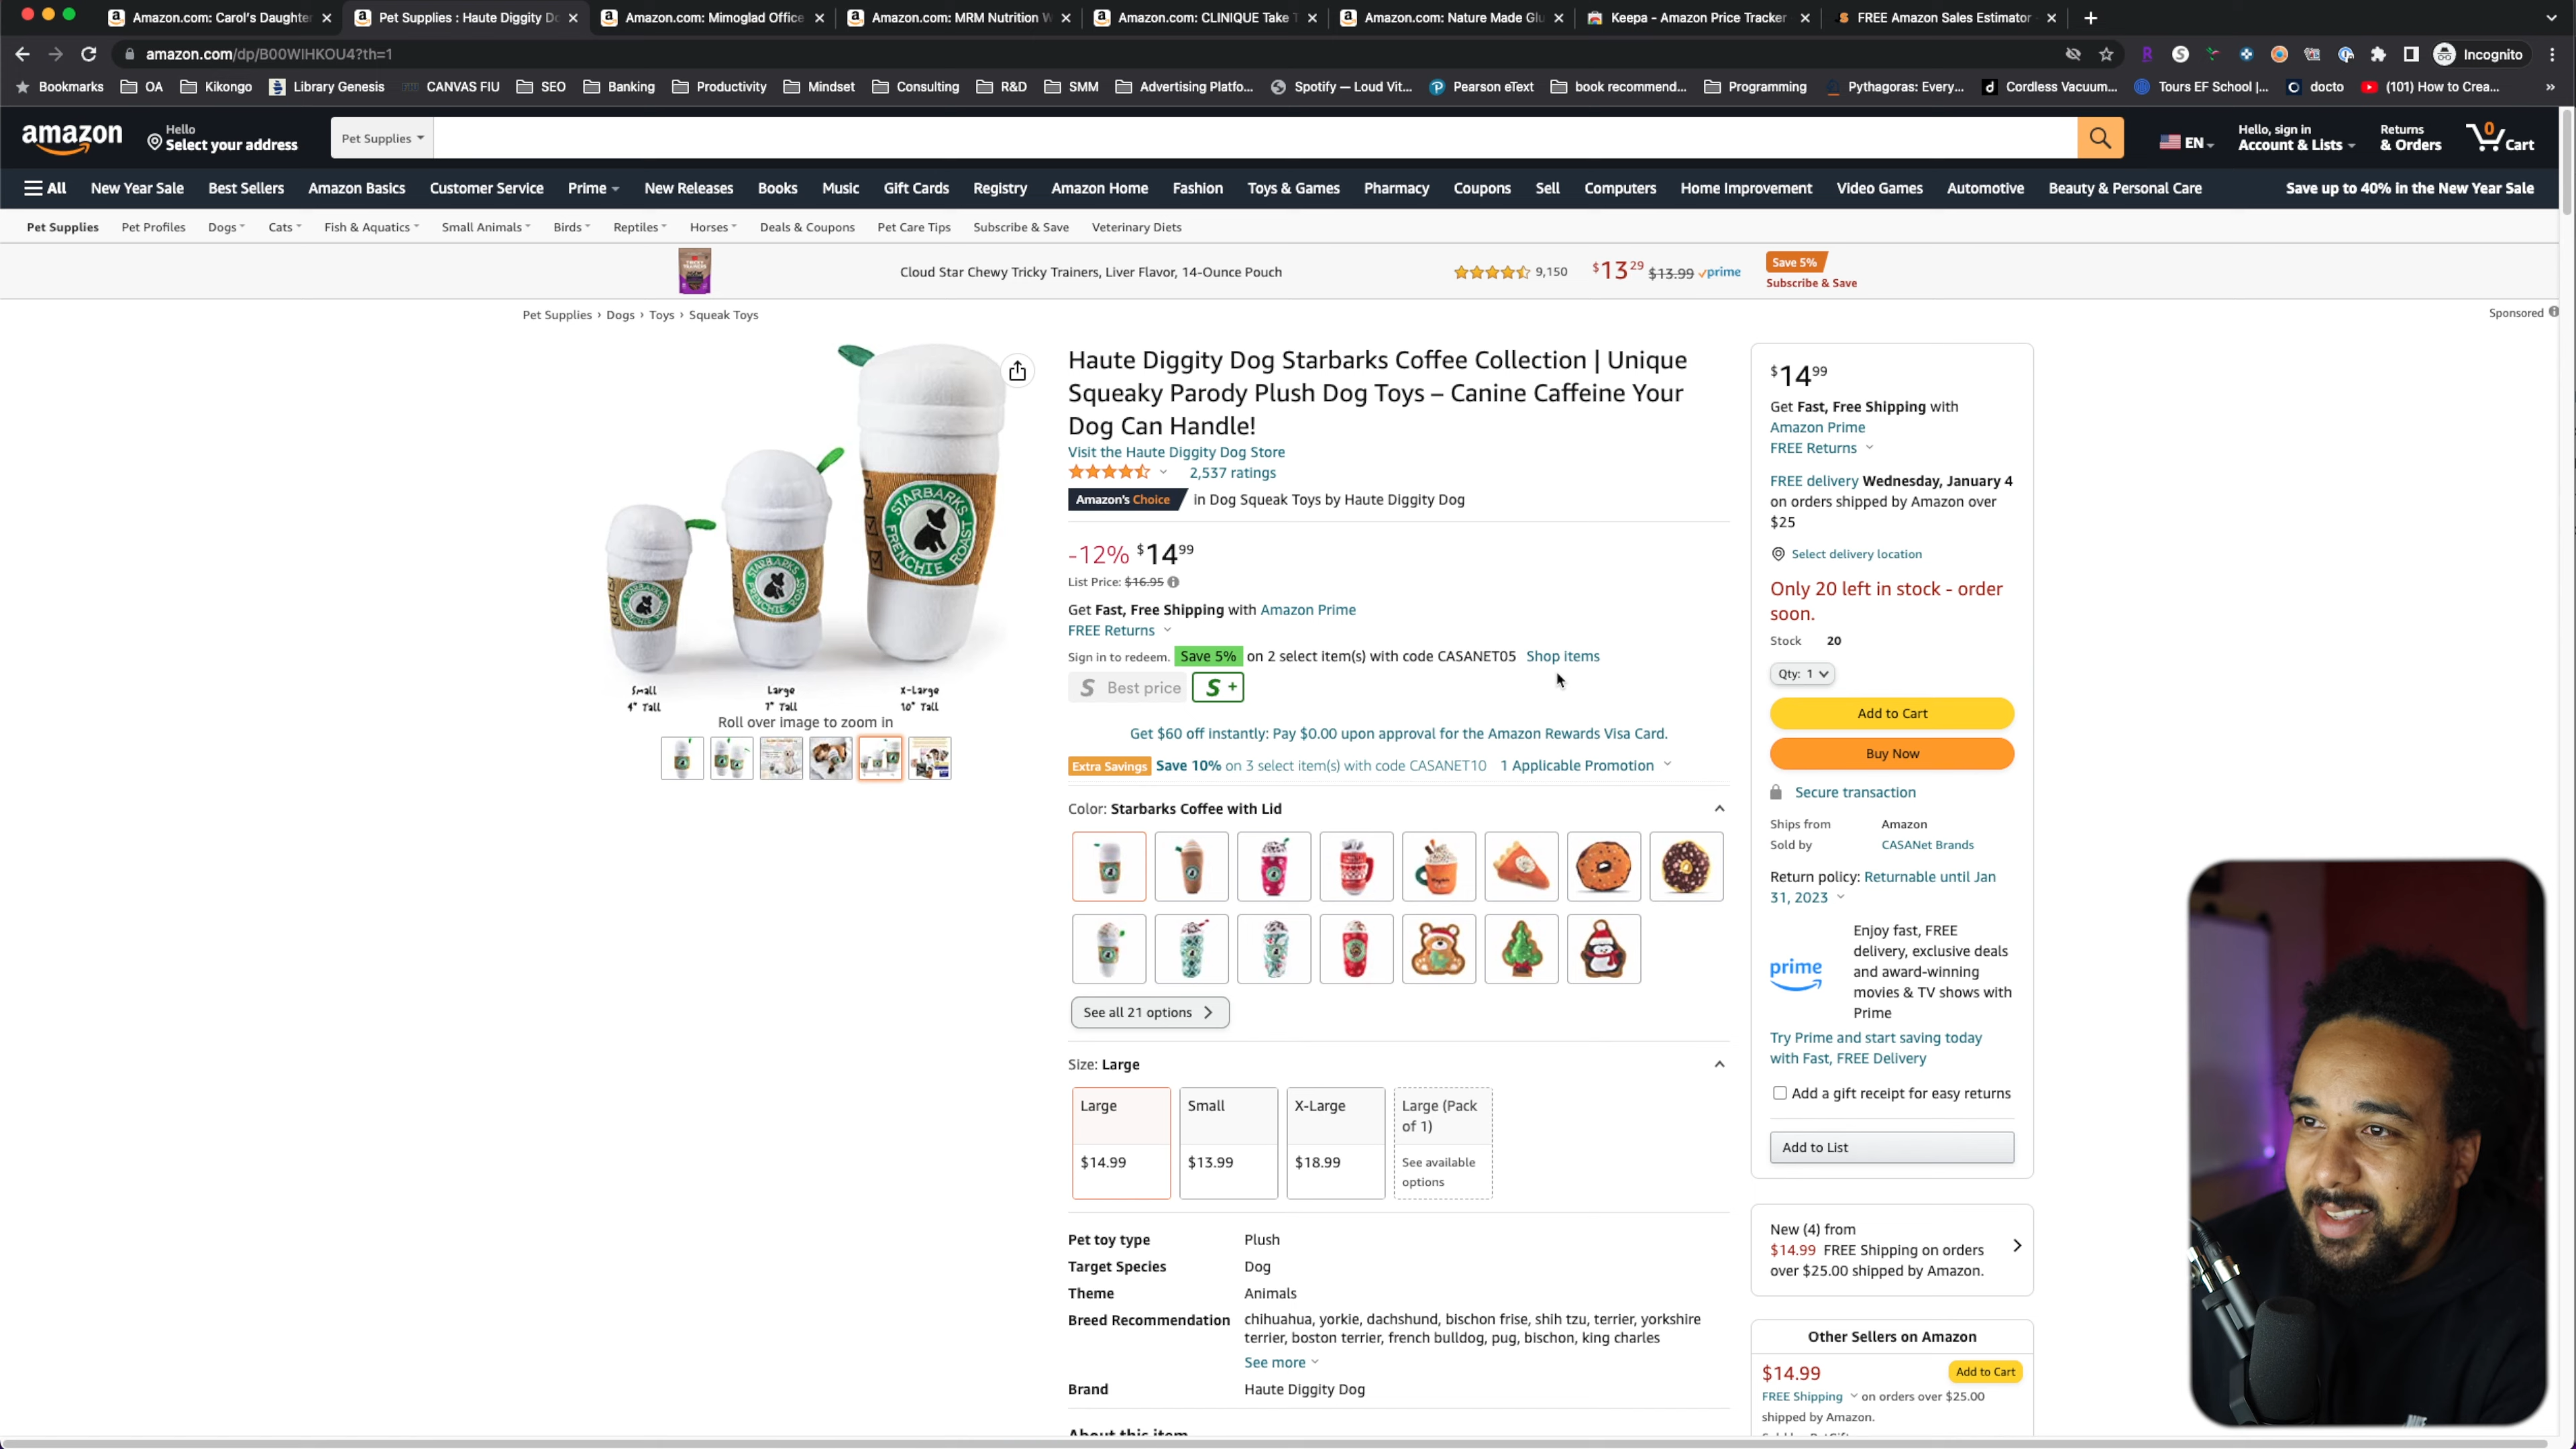 Amazon.com: Carol's Daughte
Pet Supplies : Haute Diggity Do
Amazon.com: Mimoglad Office
Amazon.com: MRM Nutrition W
Amazon.com: CLINIQUE Take T
Amazon.com: Nature Made Glu
Keepa - Amazon Price Tracker
FREE Amazon Sales Estimator
amazon.com/dp/B00WIHKOU4?th=1
Incognito
Bookmarks
OA
Kikongo
Library Genesis
CANVAS FIU
SEO
Banking
Productivity
Mindset
Consulting
R&D
SMM
Advertising Platfo...
Spotify — Loud Vit...
Pearson eText
book recommend...
Programming
Pythagoras: Every...
Cordless Vacuum...
Tours EF School |...
docto
(101) How to Crea...
amazon
Hello
Select your address
Pet Supplies
EN
Hello, sign in
Account & Lists
Returns
& Orders
0
Cart
All
New Year Sale
Best Sellers
Amazon Basics
Customer Service
Prime
New Releases
Books
Music
Gift Cards
Registry
Amazon Home
Fashion
Toys & Games
Pharmacy
Coupons
Sell
Computers
Home Improvement
Video Games
Automotive
Beauty & Personal Care
Save up to 40% in the New Year Sale
Pet Supplies
Pet Profiles
Dogs
Cats
Fish & Aquatics
Small Animals
Birds
Reptiles
Horses
Deals & Coupons
Pet Care Tips
Subscribe & Save
Veterinary Diets
Cloud Star Chewy Tricky Trainers, Liver Flavor, 14-Ounce Pouch
9,150
$13 29 $13.99 prime
Save 5%
Subscribe & Save
Pet Supplies › Dogs › Toys › Squeak Toys
Sponsored
STARBARKS
FRENCHIE ROAST
STARBARKS
FRENCHIE ROAST
STARBARKS
FRENCHIE ROAST
Small
4" Tall
Large
7" Tall
X-Large
10" Tall
Roll over image to zoom in
Haute Diggity Dog Starbarks Coffee Collection | Unique
Squeaky Parody Plush Dog Toys – Canine Caffeine Your
Dog Can Handle!
Visit the Haute Diggity Dog Store
2,537 ratings
Amazon's Choice in Dog Squeak Toys by Haute Diggity Dog
-12% $14 99
List Price: $16.95
Get Fast, Free Shipping with Amazon Prime
FREE Returns
Sign in to redeem. Save 5% on 2 select item(s) with code CASANET05 Shop items
S Best price
S +
Get $60 off instantly: Pay $0.00 upon approval for the Amazon Rewards Visa Card.
Extra Savings Save 10% on 3 select item(s) with code CASANET10 1 Applicable Promotion
Color: Starbarks Coffee with Lid
See all 21 options
Size: Large
Large
$14.99
Small
$13.99
X-Large
$18.99
Large (Pack
of 1)
See available
options
Pet toy type Plush
Target Species Dog
Theme Animals
Breed Recommendation chihuahua, yorkie, dachshund, bischon frise, shih tzu, terrier, yorkshire
terrier, boston terrier, french bulldog, pug, bischon, king charles
See more
Brand Haute Diggity Dog
About this item
$14 99
Get Fast, Free Shipping with
Amazon Prime
FREE Returns
FREE delivery Wednesday, January 4
on orders shipped by Amazon over
$25
Select delivery location
Only 20 left in stock - order
soon.
Stock 20
Qty: 1
Add to Cart
Buy Now
Secure transaction
Ships from Amazon
Sold by CASANet Brands
Return policy: Returnable until Jan
31, 2023
prime
Enjoy fast, FREE
delivery, exclusive deals
and award-winning
movies & TV shows with
Prime
Try Prime and start saving today
with Fast, FREE Delivery
Add a gift receipt for easy returns
Add to List
New (4) from
$14.99 FREE Shipping on orders
over $25.00 shipped by Amazon.
Other Sellers on Amazon
$14.99
Add to Cart
FREE Shipping on orders over $25.00
shipped by Amazon.